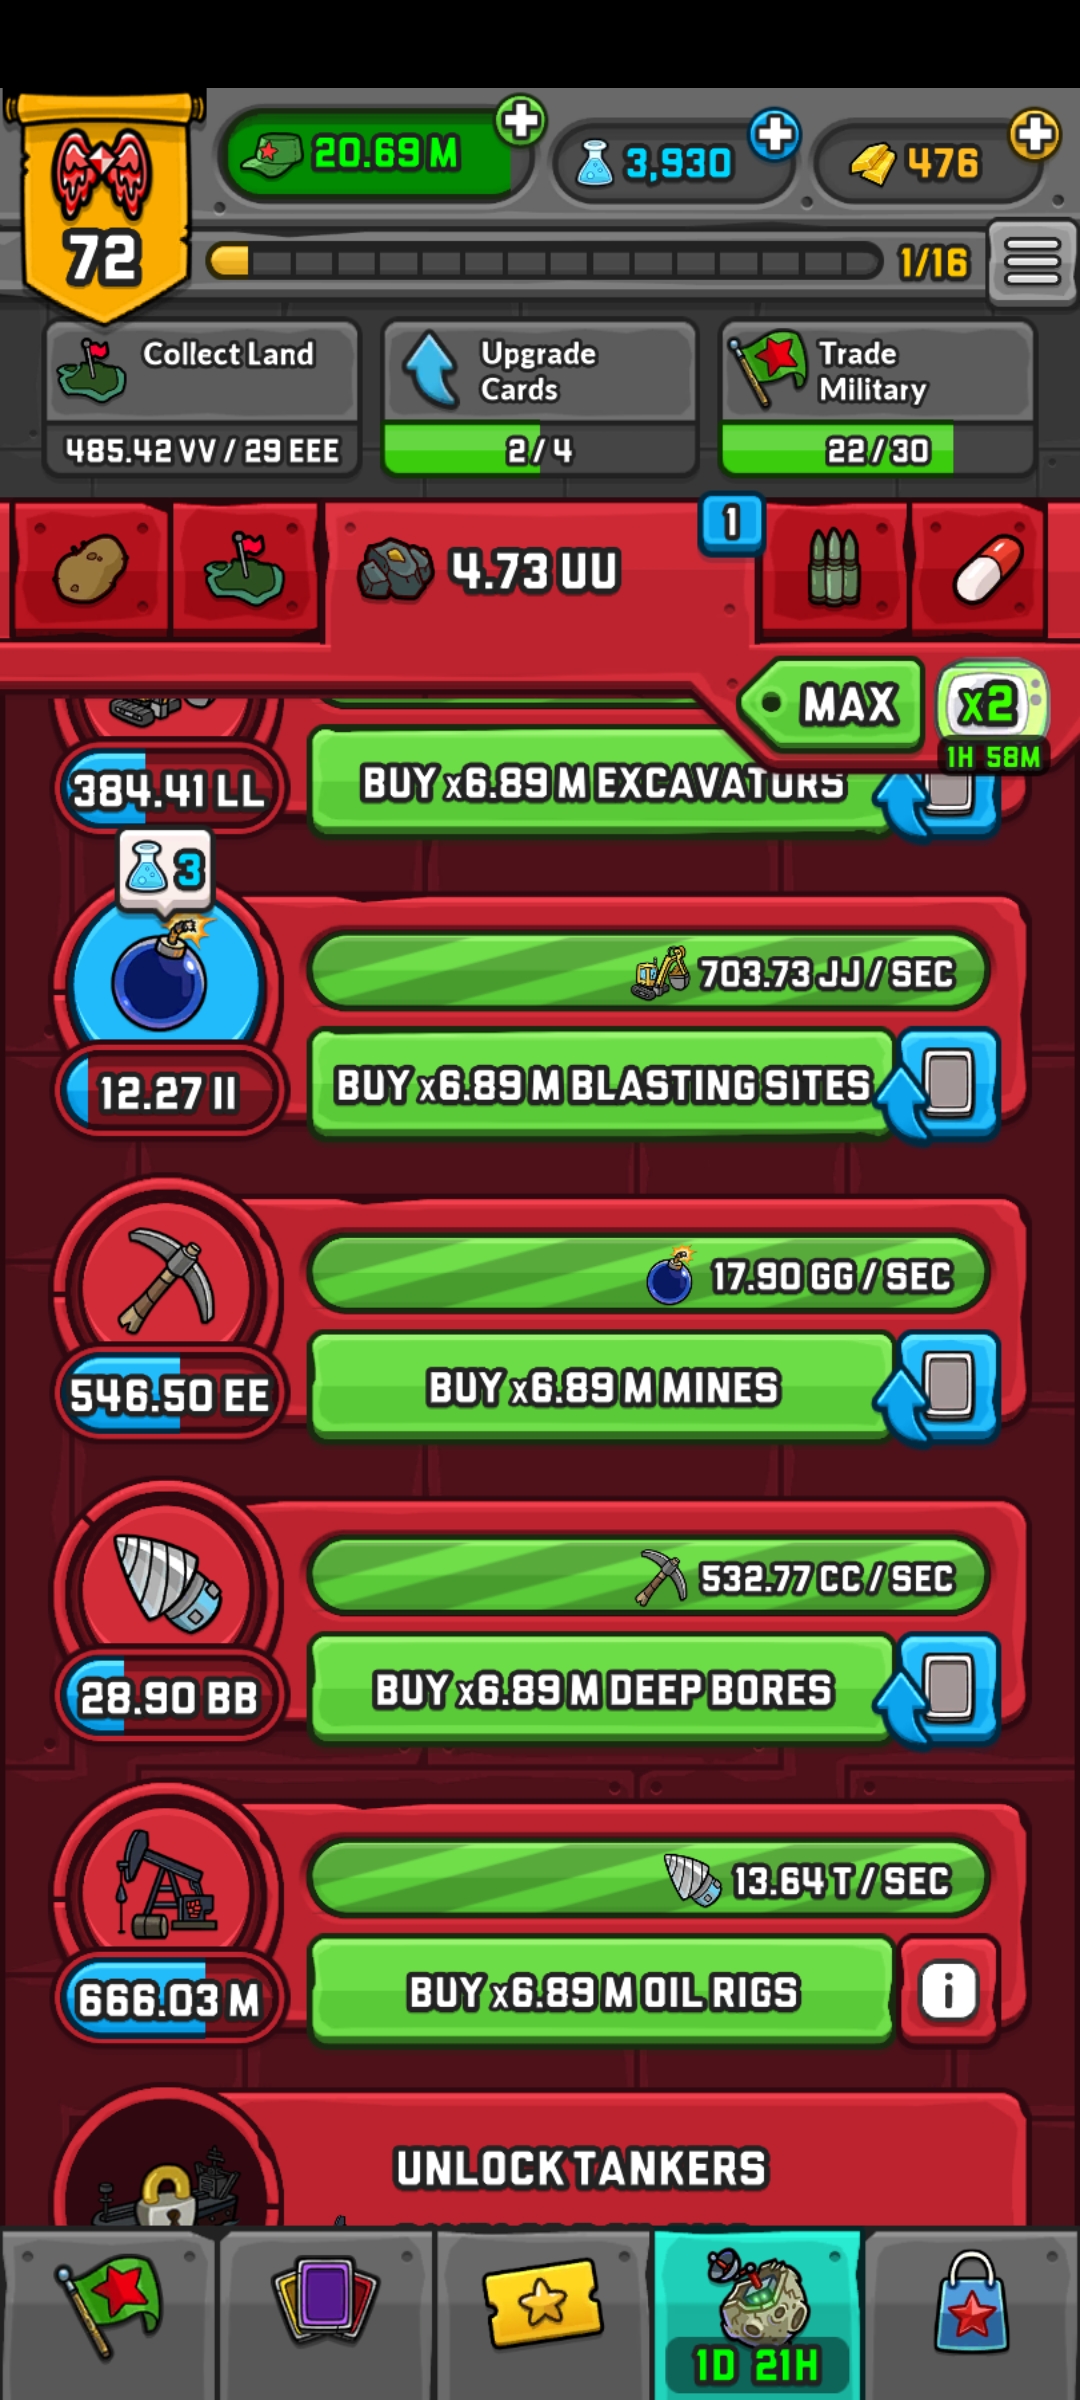 20.69 M
3,930
476
72
1/16
Collect Land
485.42 VV / 29 EEE
Upgrade
Cards
2/4
Trade
Military
22/30
4.73 UU
1
MAX
x2
1H 58M
384.41 LL
BUY x6.89 M EXCAVATORS
3
703.73 JJ / SEC
12.27 II
BUY x6.89 M BLASTING SITES
17.90 GG / SEC
546.50 EE
BUY x6.89 M MINES
532.77 CC / SEC
28.90 BB
BUY x6.89 M DEEP BORES
13.64 T / SEC
666.03 M
BUY x6.89 M OIL RIGS
i
UNLOCK TANKERS
1D 21H